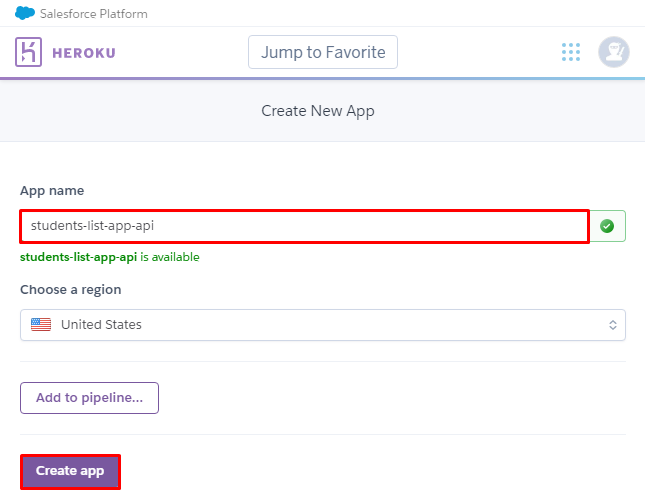 Salesforce Platform
HEROKU
Jump to Favorite
Create New App
App name
students-list-app-api
students-list-app-api is available
Choose a region
United States
Add to pipeline...
Create app